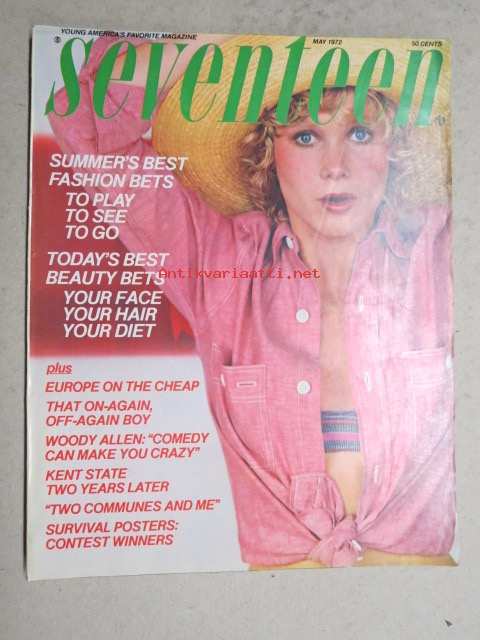 YOUNG AMERICA'S FAVORITE MAGAZINE
MAY 1972
50 CENTS
seventeen
SUMMER'S BEST
FASHION BETS
TO PLAY
TO SEE
TO GO
TODAY'S BEST
BEAUTY BETS
YOUR FACE
YOUR HAIR
YOUR DIET
Antikvariaatti.net
plus
EUROPE ON THE CHEAP
THAT ON-AGAIN,
OFF-AGAIN BOY
WOODY ALLEN: "COMEDY
CAN MAKE YOU CRAZY"
KENT STATE
TWO YEARS LATER
"TWO COMMUNES AND ME"
SURVIVAL POSTERS:
CONTEST WINNERS